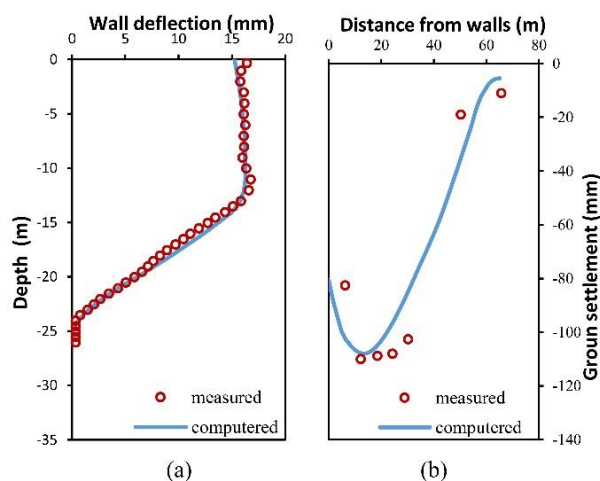 Wall deflection (mm)
0 5 10 15 20
0
-5
-10
-15
-20
-25
-30
-35
Depth (m)
measured
computered
(a)
Distance from walls (m)
0 20 40 60 80
0
-20
-40
-60
-80
-100
-120
-140
Groun settlement (mm)
measured
computered
(b)